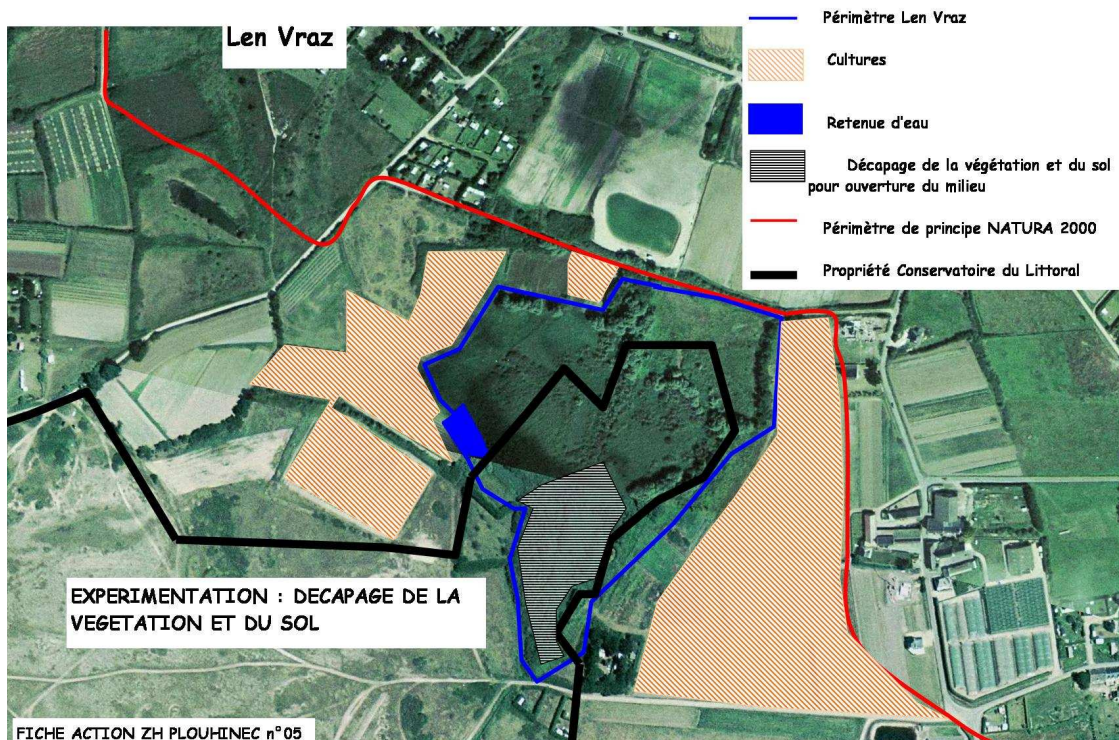 Len Vraz
Périmètre Len Vraz
Cultures
Retenue d'eau
Décapage de la végétation et du sol
pour ouverture du milieu
Périmètre de principe NATURA 2000
Propriété Conservatoire du Littoral
EXPERIMENTATION : DECAPAGE DE LA
VEGETATION ET DU SOL
FICHE ACTION ZH PLOUHINEC n°05